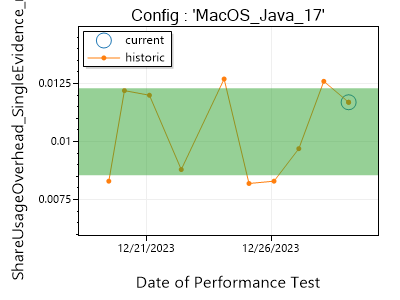 Config : 'MacOS_Java_17'
current
historic
ShareUsageOverhead_SingleEvidence_
0.0125
0.01
0.0075
12/21/2023
12/26/2023
Date of Performance Test